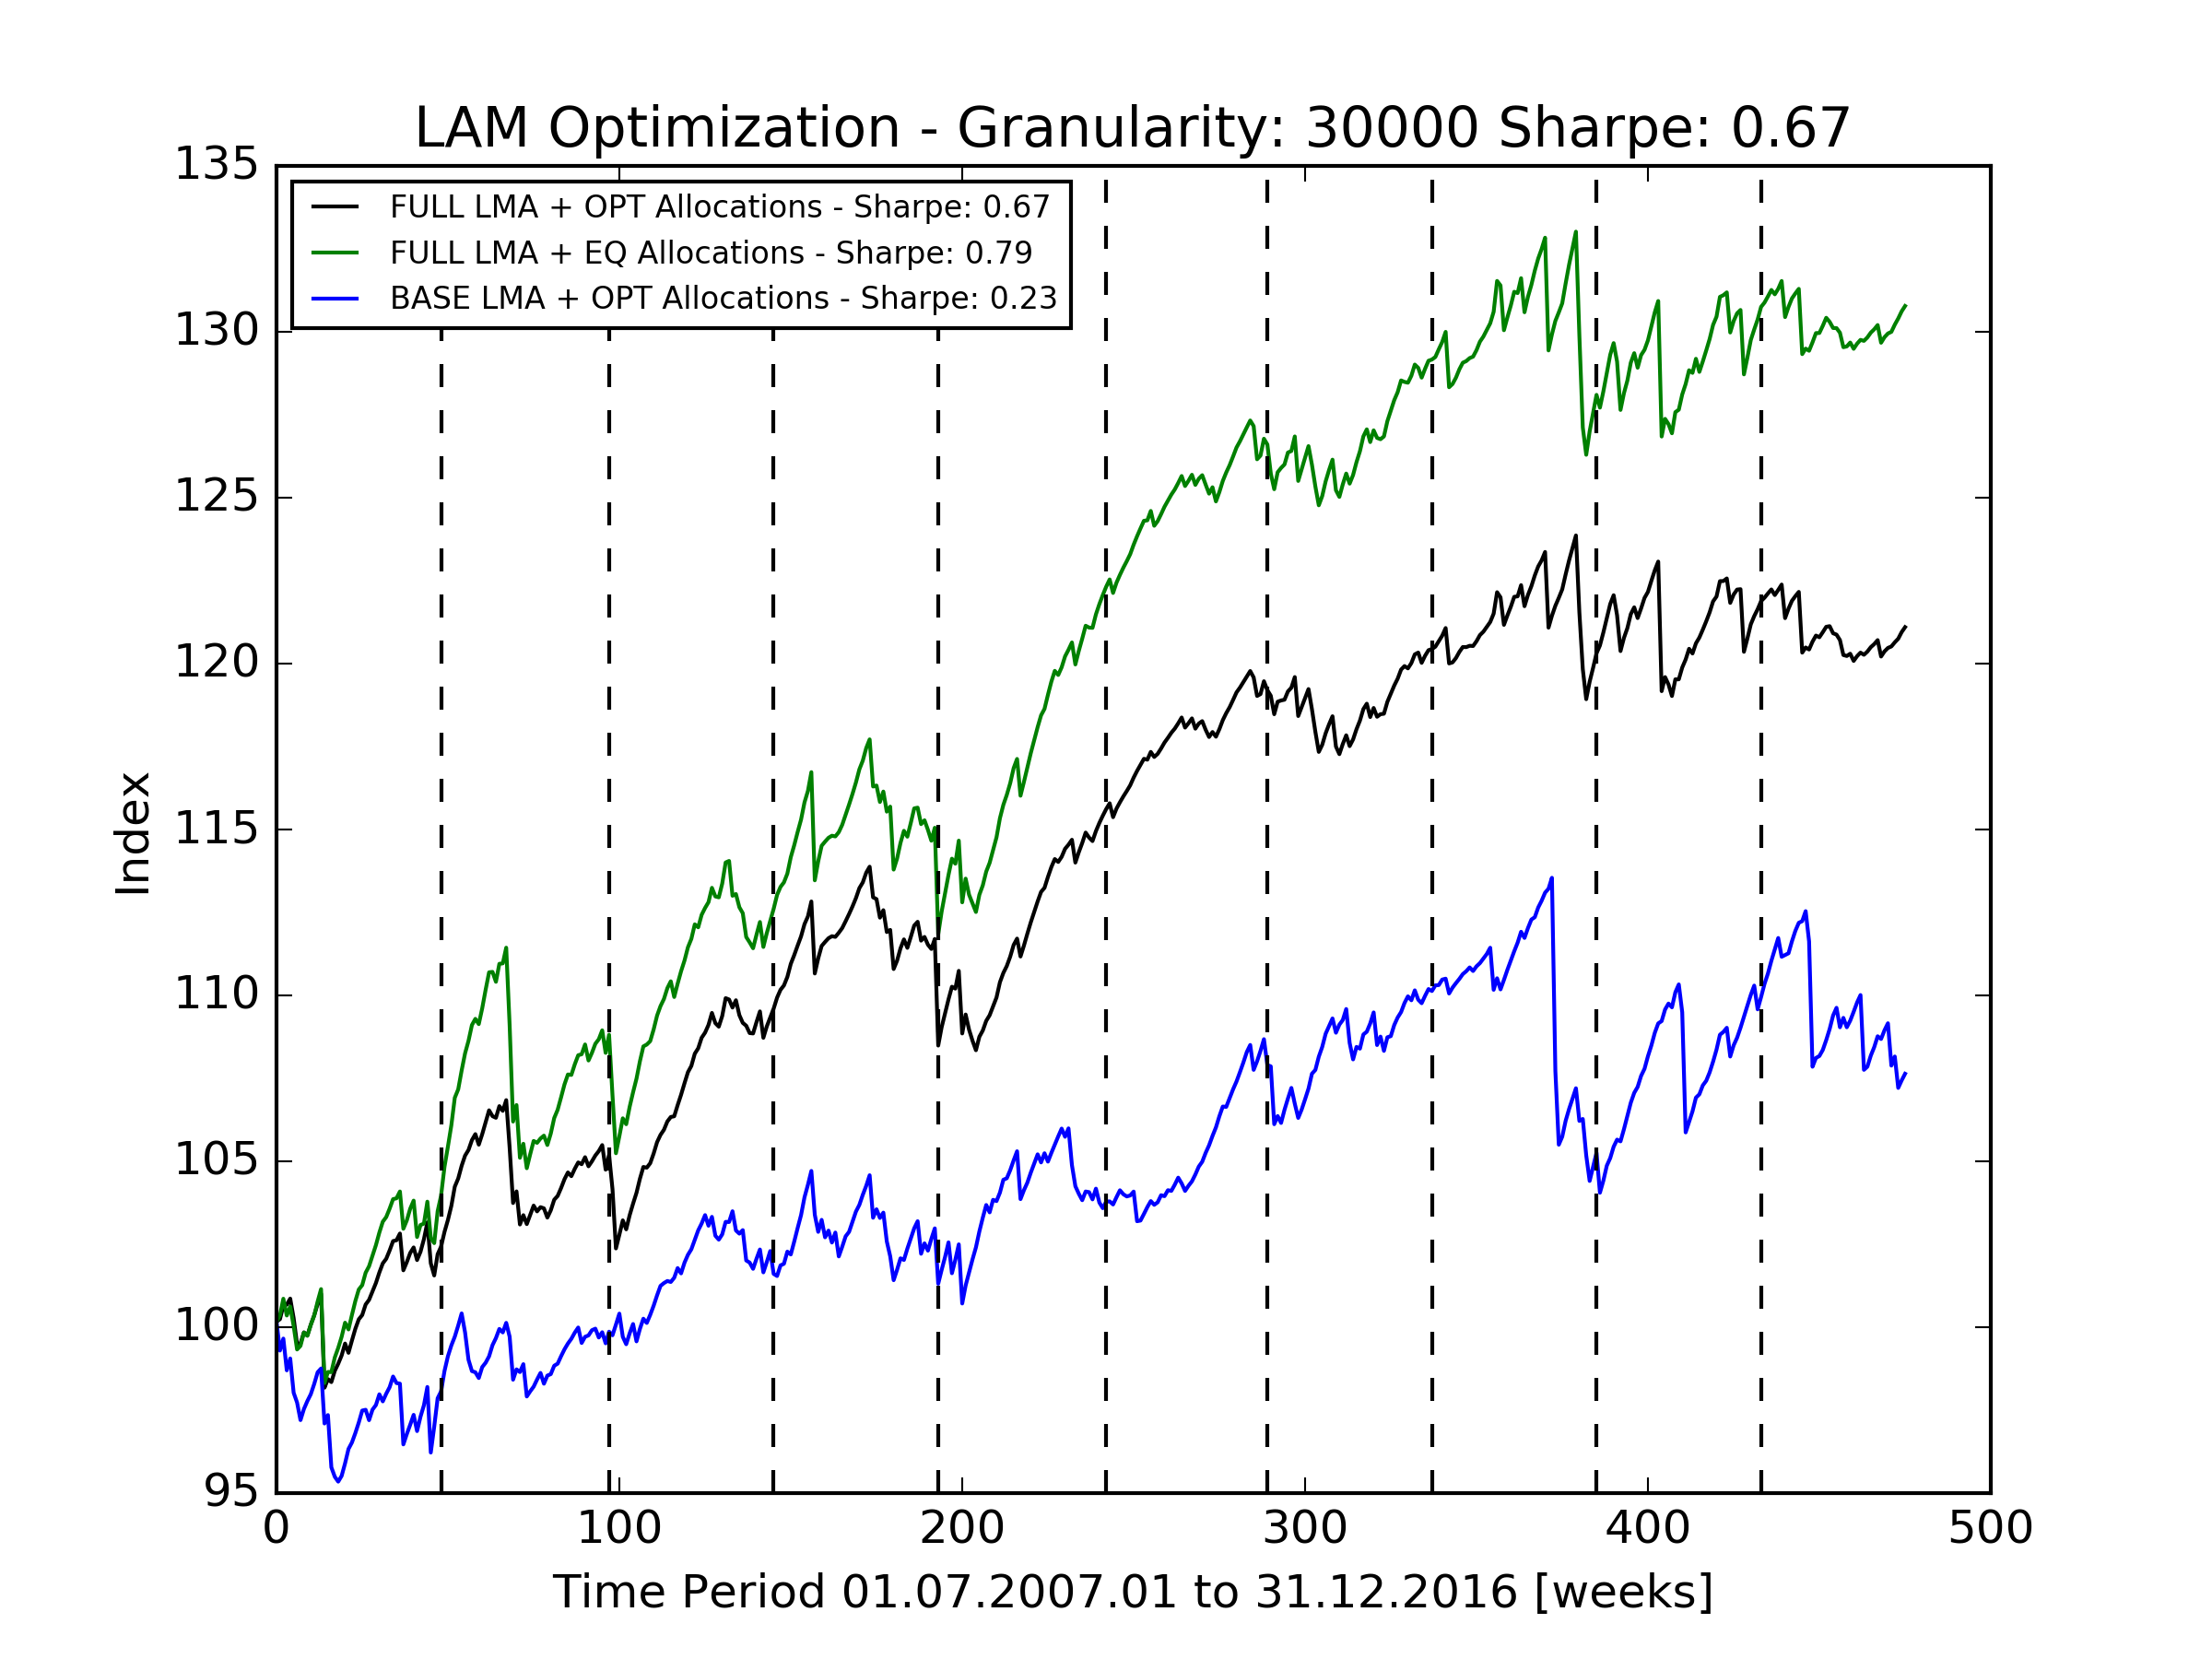 LAM Optimization - Granularity: 30000 Sharpe: 0.67
135
130
125
120
115
110
105
100
95
FULL LMA + OPT Allocations - Sharpe: 0.67
FULL LMA + EQ Allocations - Sharpe: 0.79
BASE LMA + OPT Allocations - Sharpe: 0.23
Index
0 100 200 300 400 500
Time Period 01.07.2007.01 to 31.12.2016 [weeks]